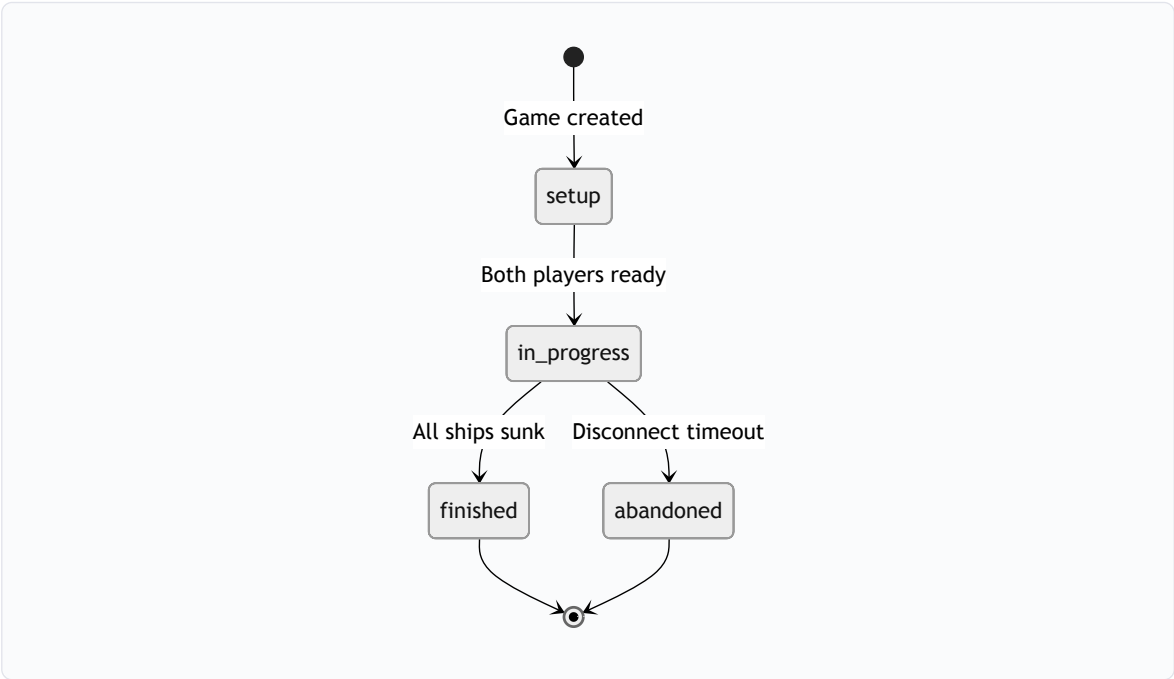 Game created
setup
Both players ready
in_progress
All ships sunk
Disconnect timeout
finished
abandoned